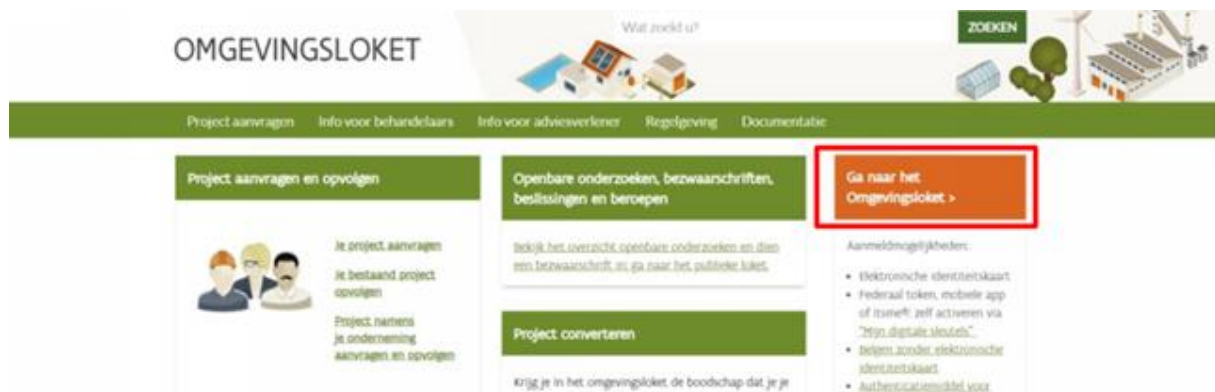 Wat zoekt u?
ZOEKEN
OMGEVINGSLOKET
Project aanvragen
Info voor behandelaars
Info voor adviesverlener
Regelgeving
Documentatie
Project aanvragen en opvolgen
Je project aanvragen
Je bestaand project
opvolgen
Project namens
je onderneming
aanvragen en opvolgen
Openbare onderzoeken, bezwaarschriften,
beslissingen en beroepen
Bekijk het overzicht openbare onderzoeken en dien
een bezwaarschrift in: ga naar het publieke loket.
Project converteren
Krijg je in het omgevingsloket de boodschap dat je je
Ga naar het
Omgevingsloket >
Aanmeldmogelijkheden:
• Elektronische identiteitskaart
• Federaal token, mobiele app
of itsme®: zelf activeren via
"Mijn digitale sleutels"
• Belgen zonder elektronische
identiteitskaart
• Authenticatiemiddel voor